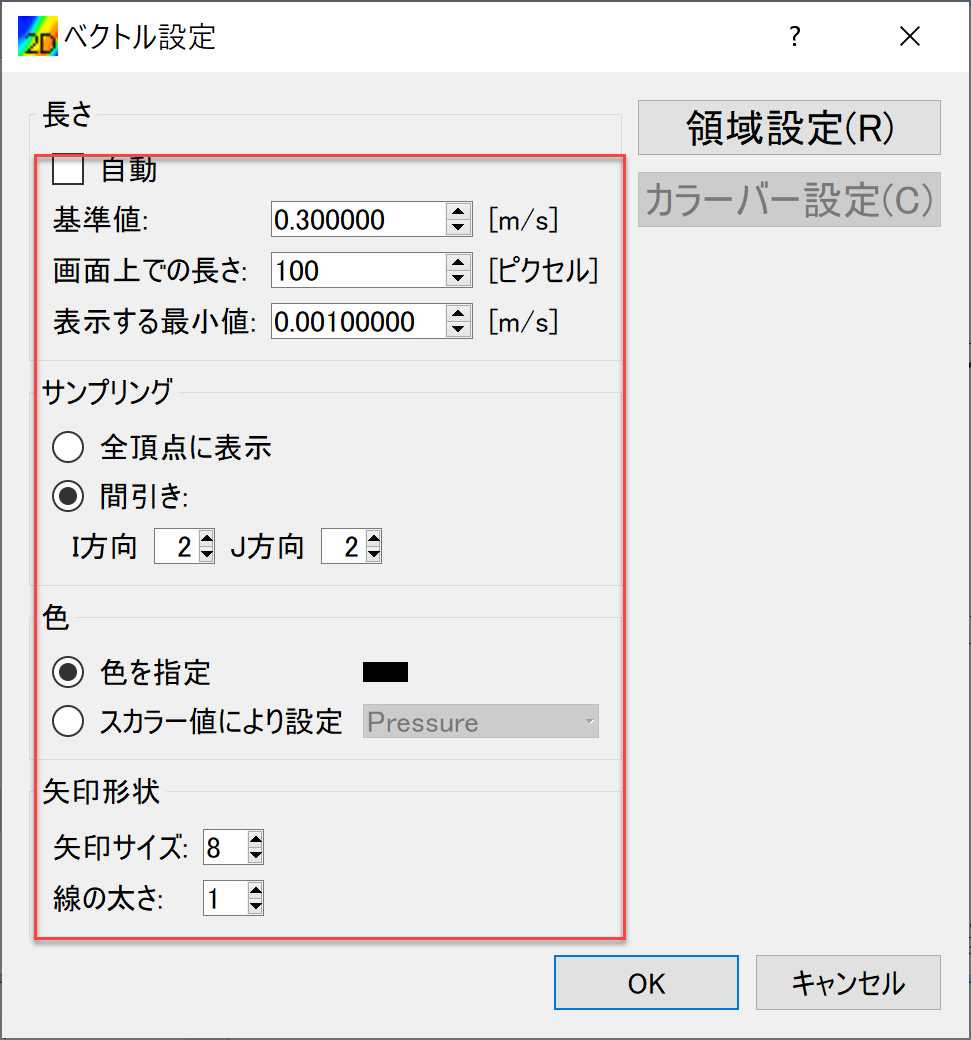 2D ベクトル設定 ?
長さ
領域設定(R)
自動
カラーバー設定(C)
基準値: 0.300000 [m/s]
画面上での長さ: 100 [ピクセル]
表示する最小値: 0.00100000 [m/s]
サンプリング
全頂点に表示
間引き:
I方向 2 J方向 2
色
色を指定
スカラー値により設定 Pressure
矢印形状
矢印サイズ: 8
線の太さ: 1
OK キャンセル